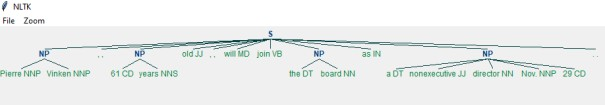 NLTK
File Zoom
S
NP , , NP old JJ , , will MD join VB NP as IN NP . .
Pierre NNP Vinken NNP 61 CD years NNS the DT board NN a DT nonexecutive JJ director NN Nov. NNP 29 CD